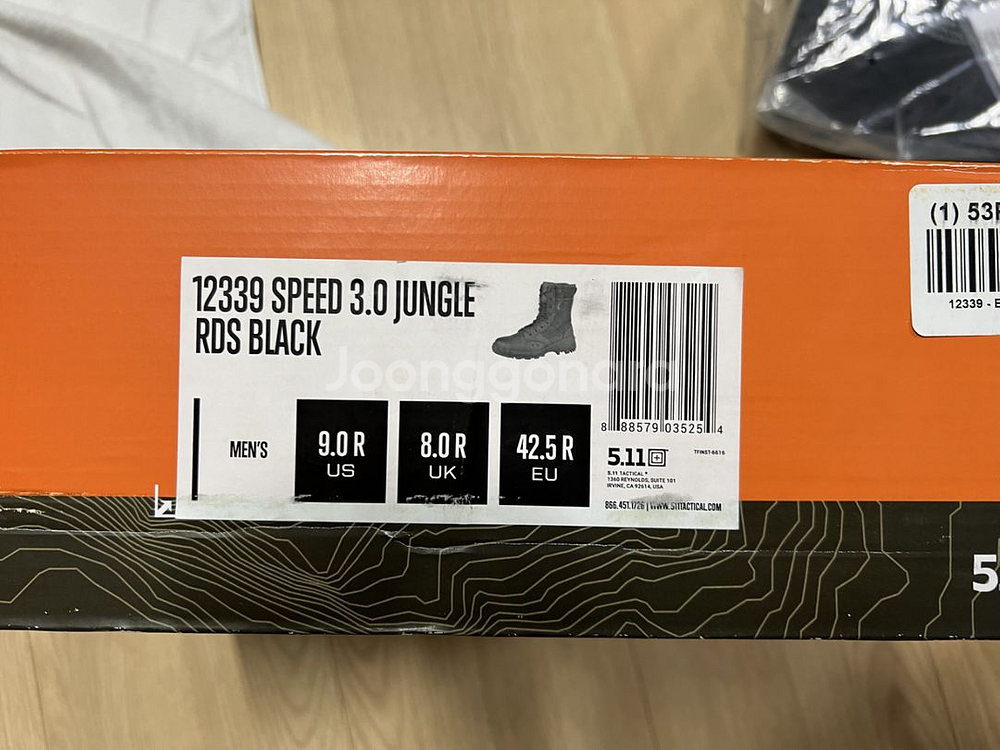 (1) 53
12339 - E
12339 SPEED 3.0 JUNGLE
RDS BLACK
Joonggonara
MEN'S
9.0 R
US
8.0 R
UK
42.5 R
EU
8 88579 03525 4
5.11
TFINST-6616
5.11 TACTICAL®
1360 REYNOLDS, SUITE 101
IRVINE, CA 92614, USA
866.451.1726 | WWW.511TACTICAL.COM
5.